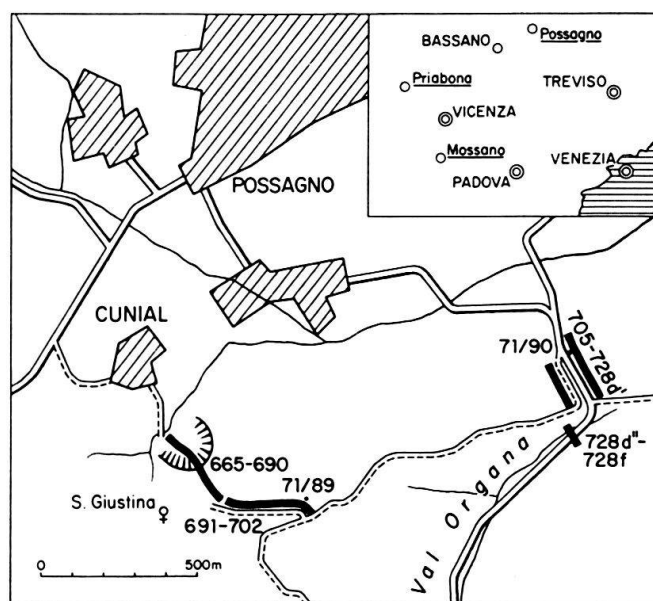 BASSANO
Possagno
Priabona
TREVISO
VICENZA
Mossano
VENEZIA
PADOVA
POSSAGNO
CUNIAL
71/90
705-728d'
665-690
728d"-
728f
S. Giustina
71/89
691-702
Val Organa
0
500m